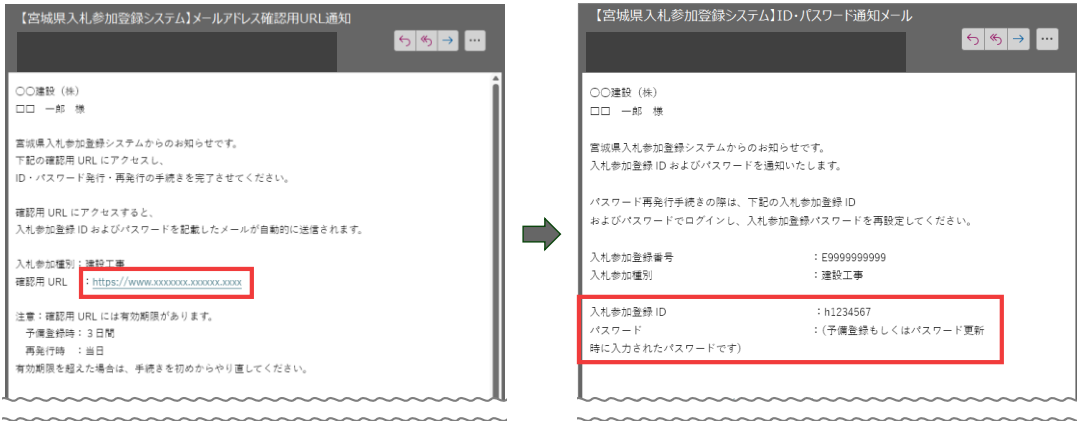 【宮城県入札参加登録システム】メールアドレス確認用URL通知
○○建設（株）
□□　一郎　様
宮城県入札参加登録システムからのお知らせです。
下記の確認用 URL にアクセスし、
ID・パスワード発行・再発行の手続きを完了させてください。
確認用 URL にアクセスすると、
入札参加登録 ID およびパスワードを記載したメールが自動的に送信されます。
入札参加種別：建設工事
確認用 URL　：https://www.xxxxxxx.xxxxxx.xxxx
注意：確認用 URL には有効期限があります。
予備登録時：３日間
再発行時　：当日
有効期限を超えた場合は、手続きを初めからやり直してください。
【宮城県入札参加登録システム】ID・パスワード通知メール
○○建設（株）
□□　一郎　様
宮城県入札参加登録システムからのお知らせです。
入札参加登録 ID およびパスワードを通知いたします。
パスワード再発行手続きの際は、下記の入札参加登録 ID
およびパスワードでログインし、入札参加登録パスワードを再設定してください。
入札参加登録番号　：E9999999999
入札参加種別　：建設工事
入札参加登録 ID　：h1234567
パスワード　：（予備登録もしくはパスワード更新
時に入力されたパスワードです）